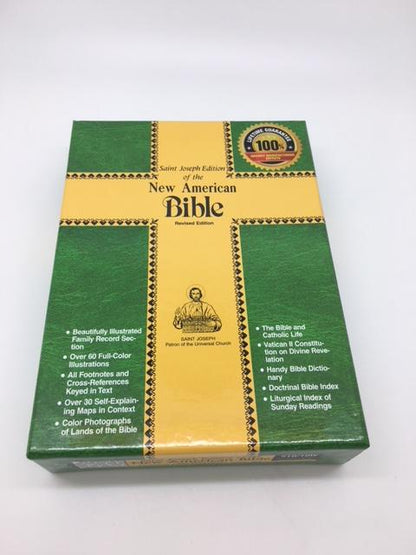 LIFETIME GUARANTEE
100%
AGAINST MANUFACTURING
DEFECTS
Saint Joseph Edition
of the
New American
Bible
Revised Edition
SAINT JOSEPH
Patron of the Universal Church
• Beautifully Illustrated
Family Record Sec-
tion
• Over 60 Full-Color
Illustrations
• All Footnotes and
Cross-References
Keyed in Text
• Over 30 Self-Explain-
ing Maps in Context
• Color Photographs
of Lands of the Bible
• The Bible and
Catholic Life
• Vatican II Constitu-
tion on Divine Reve-
lation
• Handy Bible Dictio-
nary
• Doctrinal Bible Index
• Liturgical Index of
Sunday Readings
New American Bible